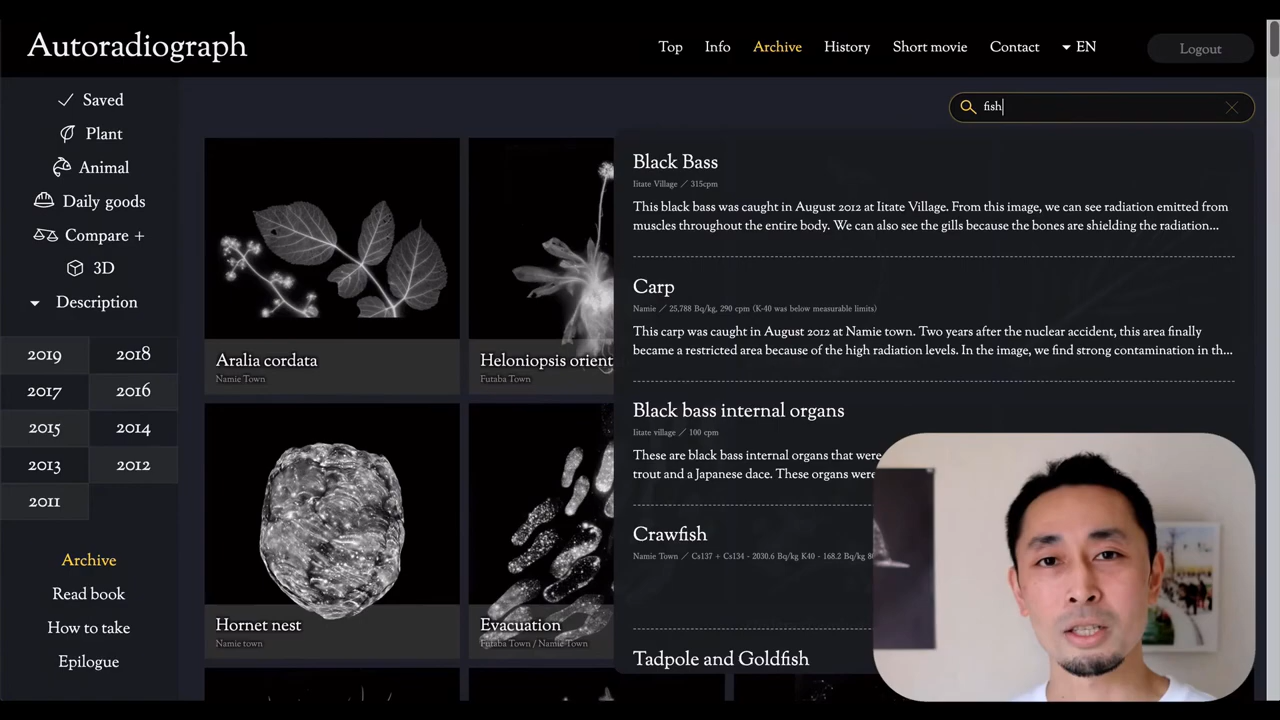 Autoradiograph
Top Info Archive History Short movie Contact EN Logout
fish
Saved
Plant
Animal
Daily goods
Compare +
3D
Description
2019 2018
2017 2016
2015 2014
2013 2012
2011
Archive
Read book
How to take
Epilogue
Aralia cordata
Namie Town
Heloniopsis orient
Futaba Town
Hornet nest
Namie town
Evacuation
Futaba Town / Namie Town
Black Bass
Iitate Village / 315cpm
This black bass was caught in August 2012 at Iitate Village. From this image, we can see radiation emitted from
muscles throughout the entire body. We can also see the gills because the bones are shielding the radiation...
Carp
Namie / 25,788 Bq/kg, 290 cpm (K-40 was below measurable limits)
This carp was caught in August 2012 at Namie town. Two years after the nuclear accident, this area finally
became a restricted area because of the high radiation levels. In the image, we find strong contamination in th...
Black bass internal organs
Iitate village / 100 cpm
These are black bass internal organs that were
trout and a Japanese dace. These organs were
Crawfish
Namie Town / Cs137 + Cs134 - 2030.6 Bq/kg K40 - 168.2 Bq/kg
Tadpole and Goldfish